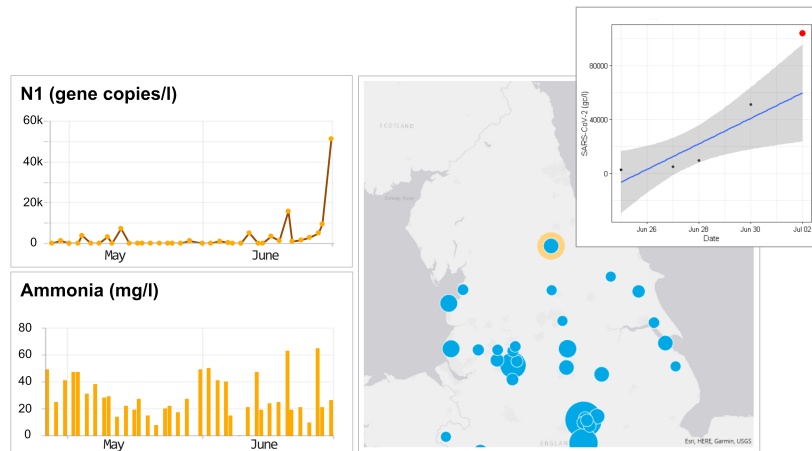 N1 (gene copies/l)
60k
40k
20k
0
May
June
Ammonia (mg/l)
80
60
40
20
0
May
June
SCOTLAND
ENGLAND
Esri, HERE, Garmin, USGS
SARS-CoV-2 (gc/l)
80000
40000
0
Jun 26
Jun 28
Jun 30
Jul 02
Date